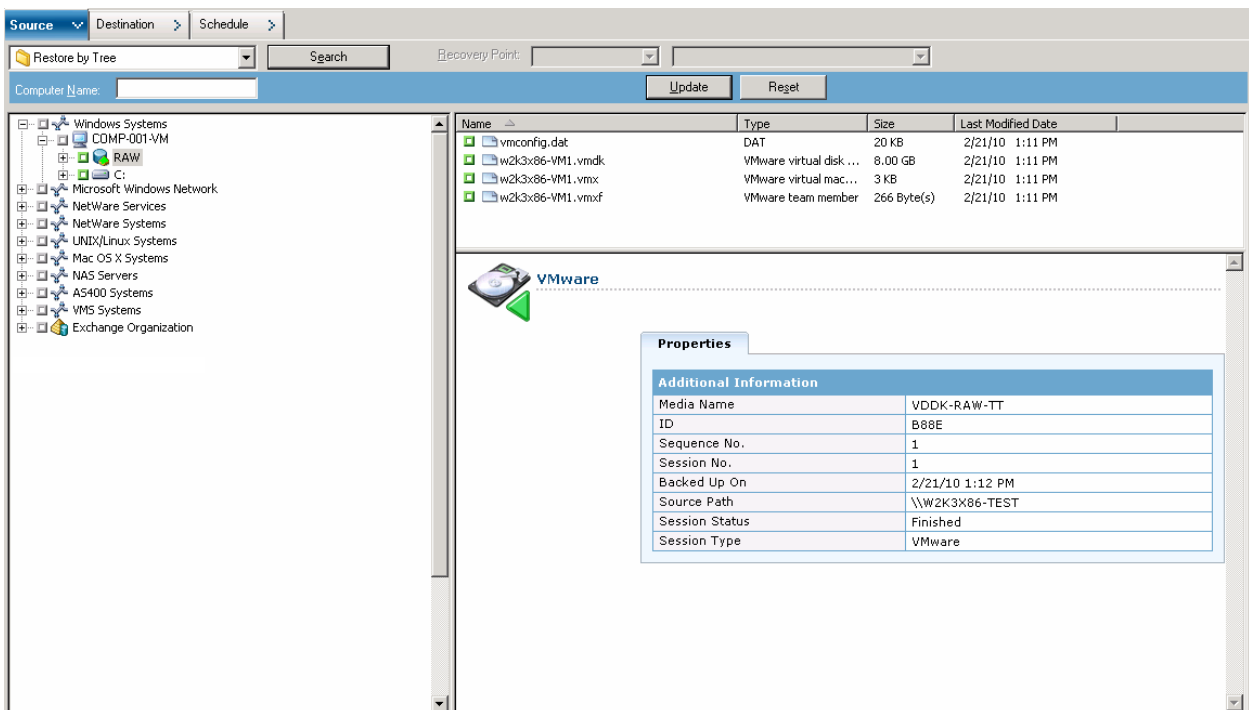 Source Destination Schedule
Restore by Tree Search Recovery Point:
Computer Name: Update Reset
Windows Systems
COMP-001-VM
RAW
C:
Microsoft Windows Network
NetWare Services
NetWare Systems
UNIX/Linux Systems
Mac OS X Systems
NAS Servers
AS400 Systems
VMS Systems
Exchange Organization
Name Type Size Last Modified Date
vmconfig.dat DAT 20 KB 2/21/10 1:11 PM
w2k3x86-VM1.vmdk VMware virtual disk ... 8.00 GB 2/21/10 1:11 PM
w2k3x86-VM1.vmx VMware virtual mac... 3 KB 2/21/10 1:11 PM
w2k3x86-VM1.vmxf VMware team member 266 Byte(s) 2/21/10 1:11 PM
VMware
Properties
Additional Information
Media Name VDDK-RAW-TT
ID B88E
Sequence No. 1
Session No. 1
Backed Up On 2/21/10 1:12 PM
Source Path \\W2K3X86-TEST
Session Status Finished
Session Type VMware